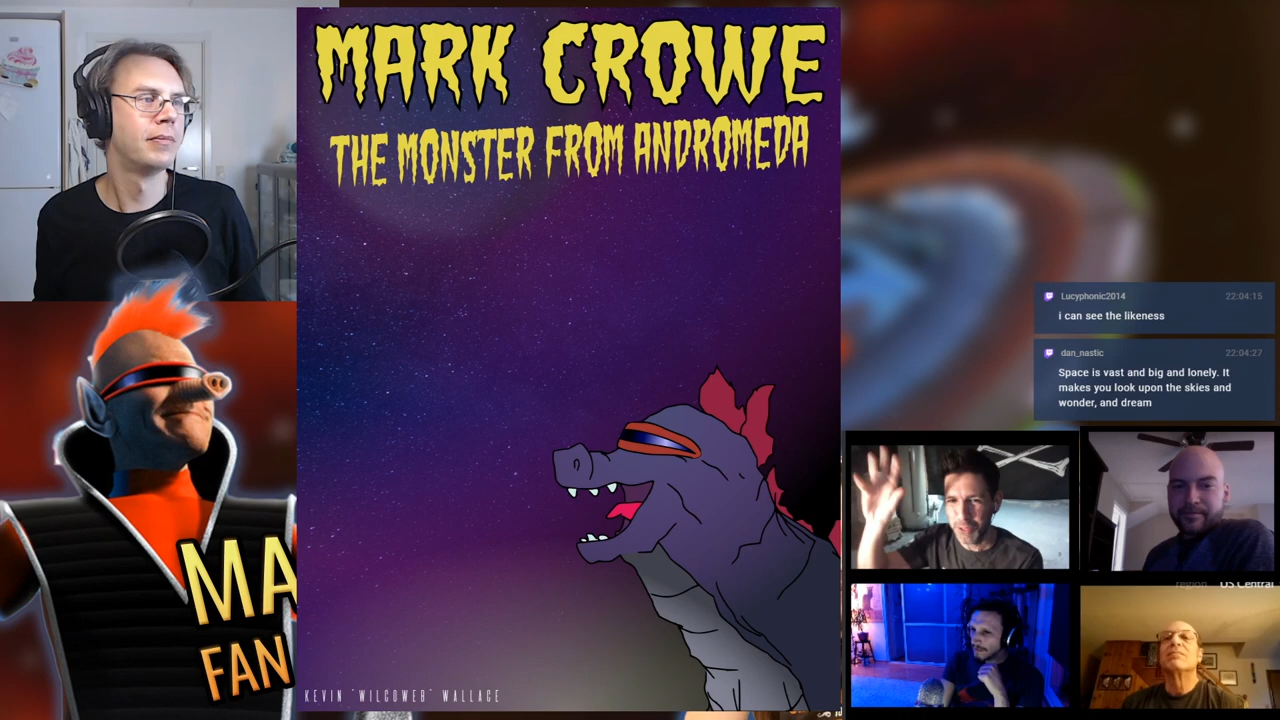 MARK CROWE
THE MONSTER FROM ANDROMEDA
Lucyphonic2014 22:04:15
i can see the likeness
dan_nastic 22:04:27
Space is vast and big and lonely. It
makes you look upon the skies and
wonder, and dream
region US Central
MA
FAN
KEVIN "WILCOWEB" WALLACE